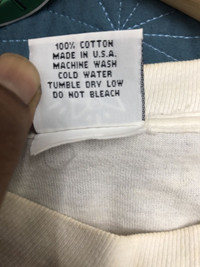 100% COTTON
MADE IN U.S.A.
MACHINE WASH
COLD WATER
TUMBLE DRY LOW
DO NOT BLEACH